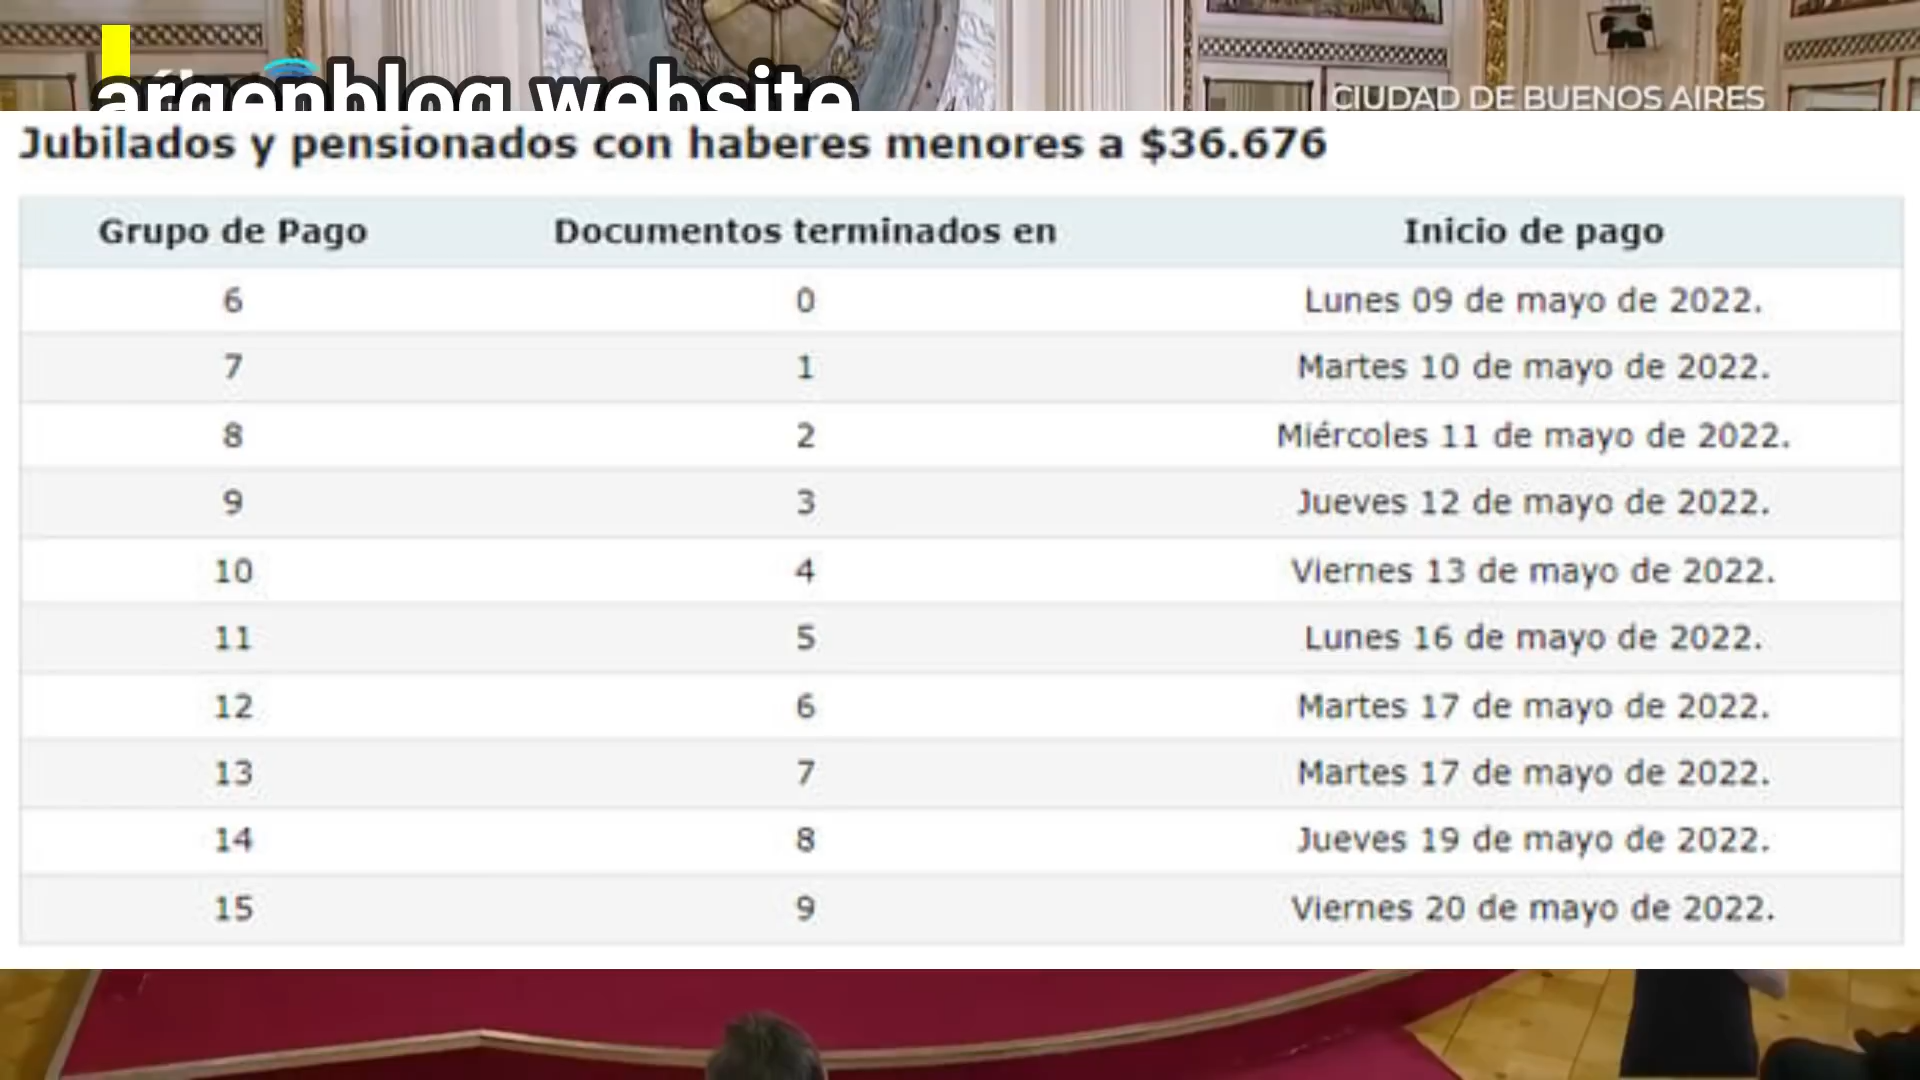 argenblog website
CIUDAD DE BUENOS AIRES
Jubilados y pensionados con haberes menores a $36.676
Grupo de Pago Documentos terminados en Inicio de pago
6 0 Lunes 09 de mayo de 2022.
7 1 Martes 10 de mayo de 2022.
8 2 Miércoles 11 de mayo de 2022.
9 3 Jueves 12 de mayo de 2022.
10 4 Viernes 13 de mayo de 2022.
11 5 Lunes 16 de mayo de 2022.
12 6 Martes 17 de mayo de 2022.
13 7 Martes 17 de mayo de 2022.
14 8 Jueves 19 de mayo de 2022.
15 9 Viernes 20 de mayo de 2022.